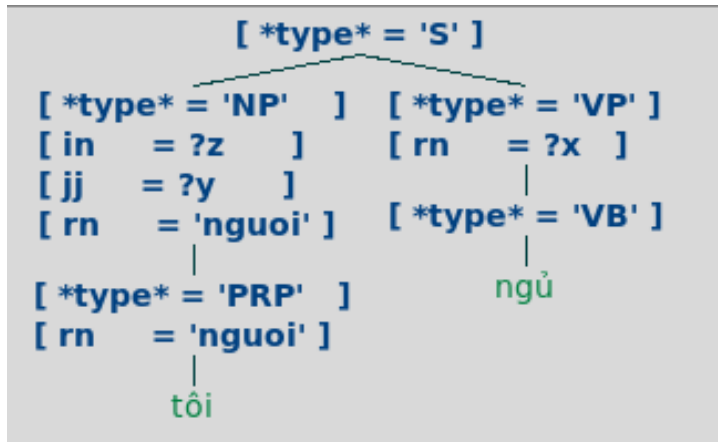 [ *type* = 'S' ]
[ *type* = 'NP' ] [ *type* = 'VP' ]
[ in = ?z ] [ rn = ?x ]
[ jj = ?y ]
[ rn = 'nguoi' ] [ *type* = 'VB' ]
[ *type* = 'PRP' ] ngủ
[ rn = 'nguoi' ]
tôi